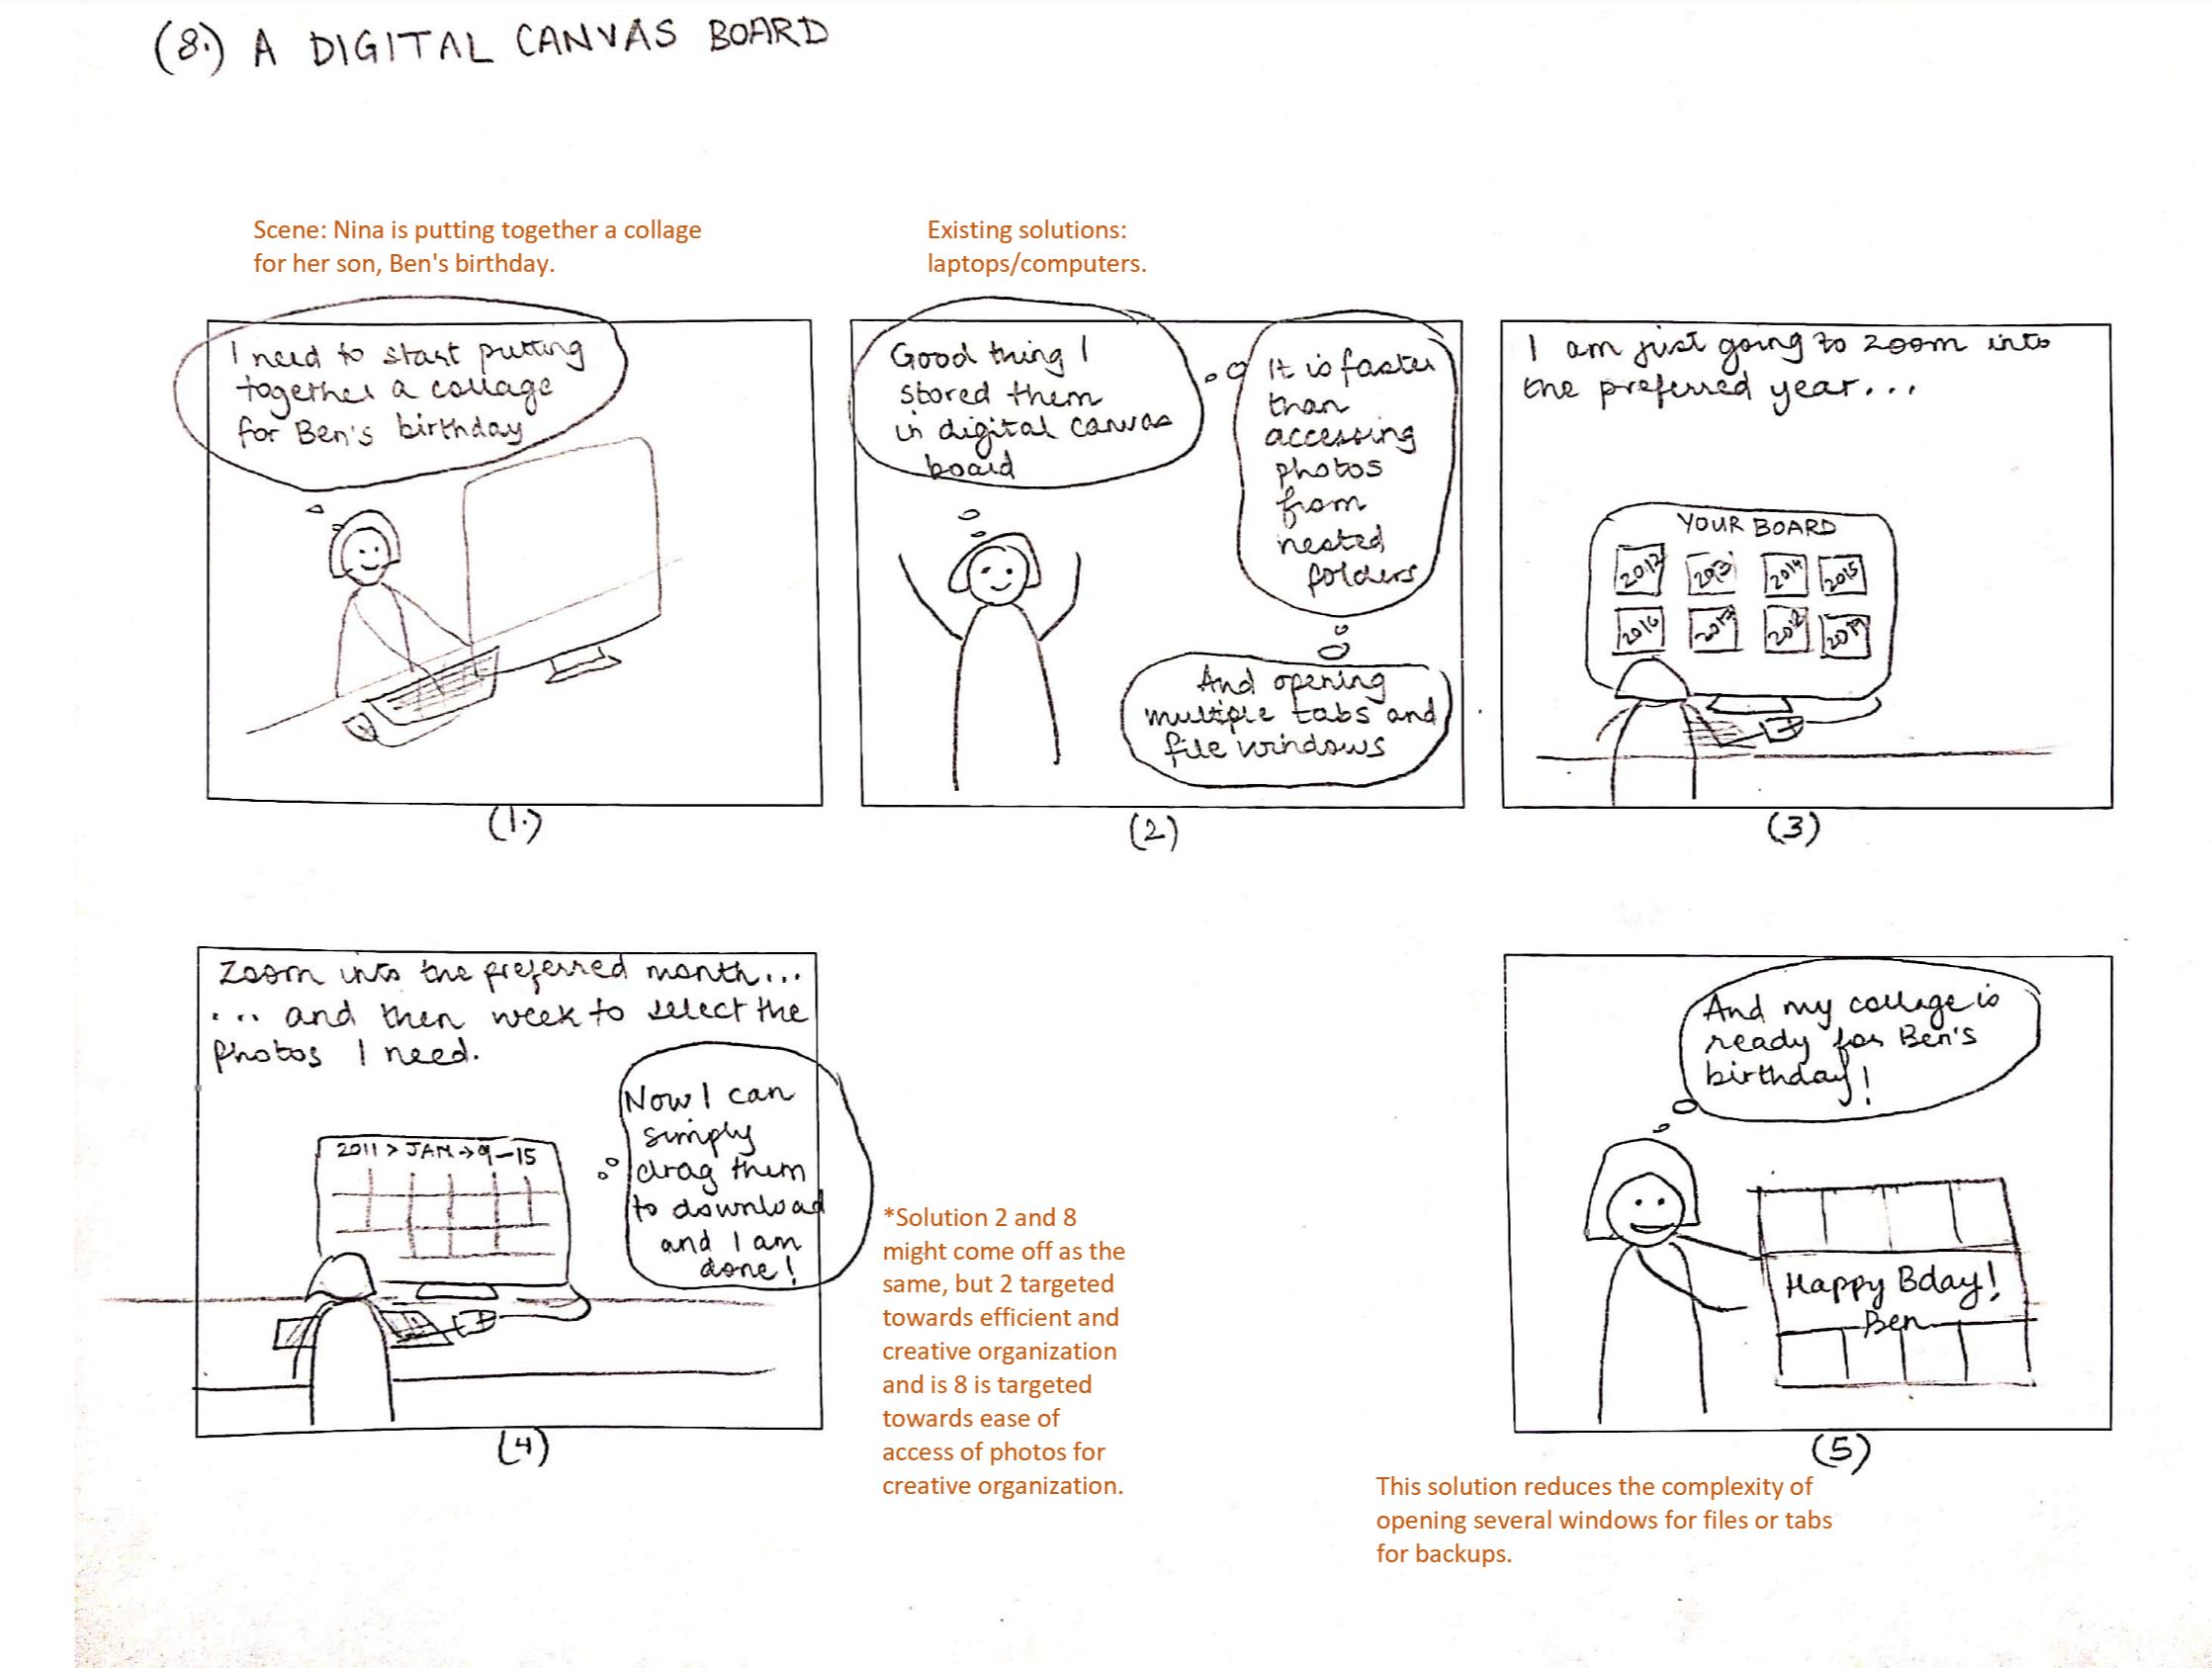 (8.) A DIGITAL CANVAS BOARD
Scene: Nina is putting together a collage
for her son, Ben's birthday.
Existing solutions:
laptops/computers.
I need to start putting
together a collage
for Ben's birthday
(1.)
Good thing I
stored them
in digital canvas
board
It is faster
than
accessing
photos
from
nested
folders
And opening
multiple tabs and
file windows
(2)
I am just going to zoom into
the preferred year...
YOUR BOARD
2012 2013 2014 2015
2016 2017 2018 2019
(3)
Zoom into the preferred month...
... and then week to select the
photos I need.
Now I can
simply
drag them
to download
and I am
done!
2011 > JAN → 9-15
(4)
*Solution 2 and 8
might come off as the
same, but 2 targeted
towards efficient and
creative organization
and is 8 is targeted
towards ease of
access of photos for
creative organization.
And my collage is
ready for Ben's
birthday!
Happy Bday!
Ben
(5)
This solution reduces the complexity of
opening several windows for files or tabs
for backups.